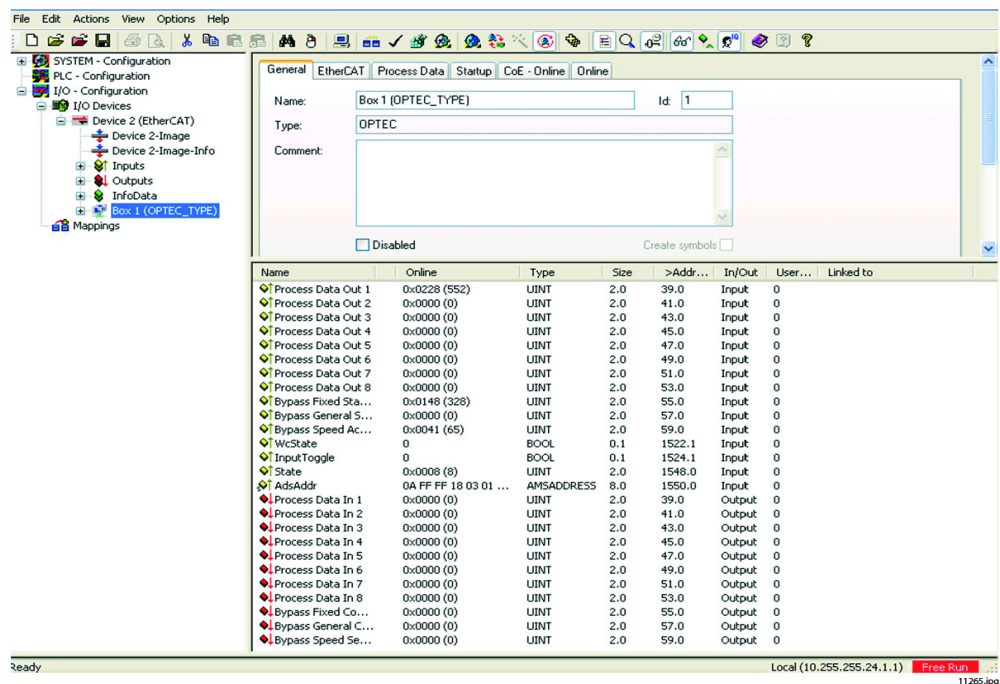 File Edit Actions View Options Help
SYSTEM - Configuration
PLC - Configuration
I/O - Configuration
I/O Devices
Device 2 (EtherCAT)
Device 2-Image
Device 2-Image-Info
Inputs
Outputs
InfoData
Box 1 (OPTEC_TYPE)
Mappings
General EtherCAT Process Data Startup CoE - Online Online
Name: Box 1 (OPTEC_TYPE) Id: 1
Type: OPTEC
Comment:
Disabled Create symbols
Name Online Type Size >Addr... In/Out User... Linked to
Process Data Out 1 0x0228 (552) UINT 2.0 39.0 Input 0
Process Data Out 2 0x0000 (0) UINT 2.0 41.0 Input 0
Process Data Out 3 0x0000 (0) UINT 2.0 43.0 Input 0
Process Data Out 4 0x0000 (0) UINT 2.0 45.0 Input 0
Process Data Out 5 0x0000 (0) UINT 2.0 47.0 Input 0
Process Data Out 6 0x0000 (0) UINT 2.0 49.0 Input 0
Process Data Out 7 0x0000 (0) UINT 2.0 51.0 Input 0
Process Data Out 8 0x0000 (0) UINT 2.0 53.0 Input 0
Bypass Fixed Sta... 0x0148 (328) UINT 2.0 55.0 Input 0
Bypass General S... 0x0000 (0) UINT 2.0 57.0 Input 0
Bypass Speed Ac... 0x0041 (65) UINT 2.0 59.0 Input 0
WcState 0 BOOL 0.1 1522.1 Input 0
InputToggle 0 BOOL 0.1 1524.1 Input 0
State 0x0008 (8) UINT 2.0 1548.0 Input 0
AdsAddr 0A FF FF 18 03 01 ... AMSADDRESS 8.0 1550.0 Input 0
Process Data In 1 0x0000 (0) UINT 2.0 39.0 Output 0
Process Data In 2 0x0000 (0) UINT 2.0 41.0 Output 0
Process Data In 3 0x0000 (0) UINT 2.0 43.0 Output 0
Process Data In 4 0x0000 (0) UINT 2.0 45.0 Output 0
Process Data In 5 0x0000 (0) UINT 2.0 47.0 Output 0
Process Data In 6 0x0000 (0) UINT 2.0 49.0 Output 0
Process Data In 7 0x0000 (0) UINT 2.0 51.0 Output 0
Process Data In 8 0x0000 (0) UINT 2.0 53.0 Output 0
Bypass Fixed Co... 0x0000 (0) UINT 2.0 55.0 Output 0
Bypass General C... 0x0000 (0) UINT 2.0 57.0 Output 0
Bypass Speed Se... 0x0000 (0) UINT 2.0 59.0 Output 0
Ready Local (10.255.255.24.1.1) Free Run
11265.jpg